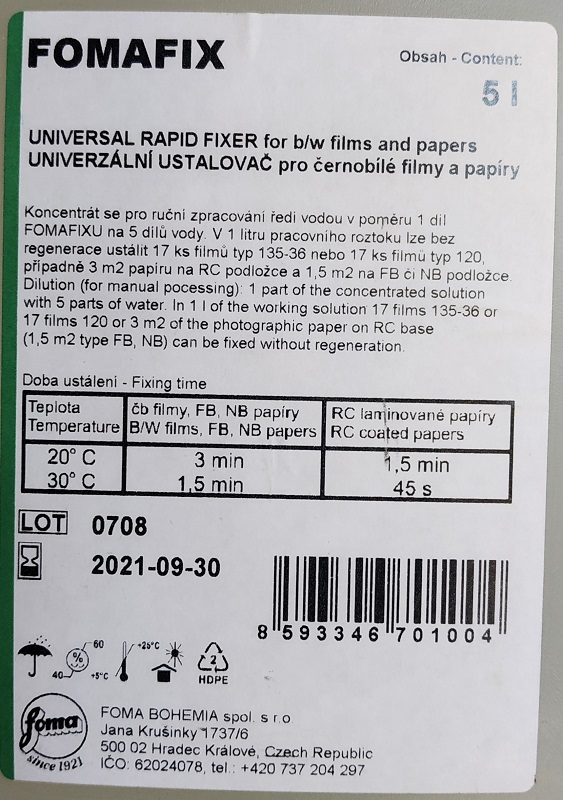 FOMAFIX
Obsah - Content:
5 l
UNIVERSAL RAPID FIXER for b/w films and papers
UNIVERZÁLNÍ USTALOVAČ pro černobílé filmy a papíry
Koncentrát se pro ruční zpracování ředí vodou v poměru 1 díl
FOMAFIXU na 5 dílů vody. V 1 litru pracovního roztoku lze bez
regenerace ustálit 17 ks filmů typ 135-36 nebo 17 ks filmů typ 120,
případně 3 m2 papíru na RC podložce a 1,5 m2 na FB či NB podložce.
Dilution (for manual pocessing): 1 part of the concentrated solution
with 5 parts of water. In 1 l of the working solution 17 films 135-36 or
17 films 120 or 3 m2 of the photographic paper on RC base
(1,5 m2 type FB, NB) can be fixed without regeneration.
Doba ustálení - Fixing time
Teplota čb filmy, FB, NB papíry RC laminované papíry
Temperature B/W films, FB, NB papers RC coated papers
20° C 3 min 1,5 min
30° C 1,5 min 45 s
LOT 0708
2021-09-30
8 593346 701004
60
%
40
+25°C
+5°C
2
HDPE
foma
since 1921
FOMA BOHEMIA spol. s r.o.
Jana Krušinky 1737/6
500 02 Hradec Králové, Czech Republic
IČO: 62024078, tel.: +420 737 204 297